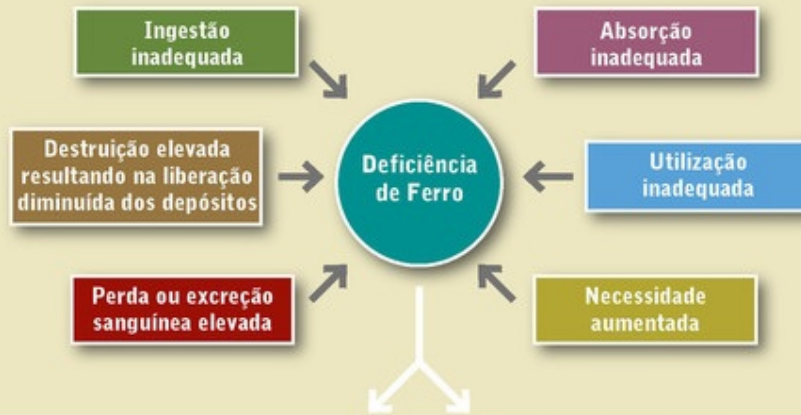 Ingestão
inadequada
Absorção
inadequada
Destruição elevada
resultando na liberação
diminuída dos depósitos
Deficiência
de Ferro
Utilização
inadequada
Perda ou excreção
sanguínea elevada
Necessidade
aumentada